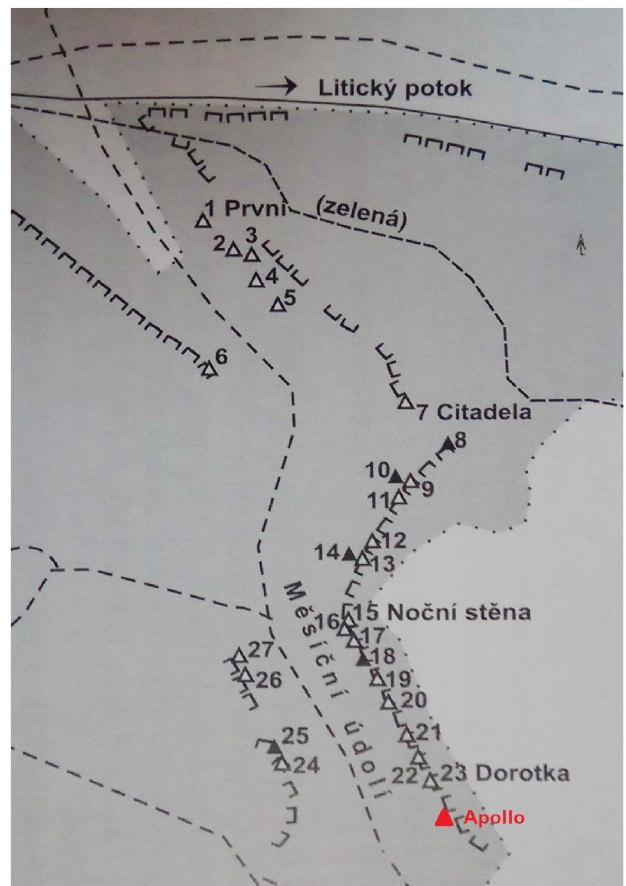 Litický potok
1 První
(zelená)
2
3
4
5
6
7 Citadela
8
10
9
11
12
14
13
15 Noční stěna
16
17
18
27
26
19
20
Měsíční údolí
21
25
24
22
23 Dorotka
Apollo